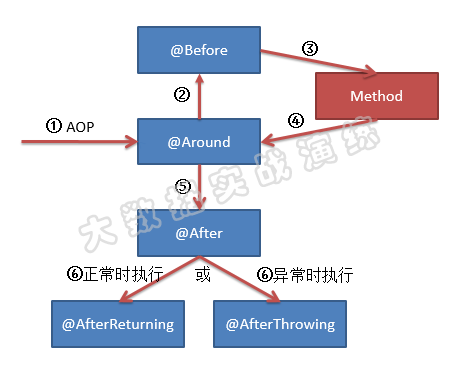 @Before
③
②
Method
① AOP
④
@Around
⑤
大数据实战演练
@After
⑥正常时执行 或 ⑥异常时执行
@AfterReturning
@AfterThrowing